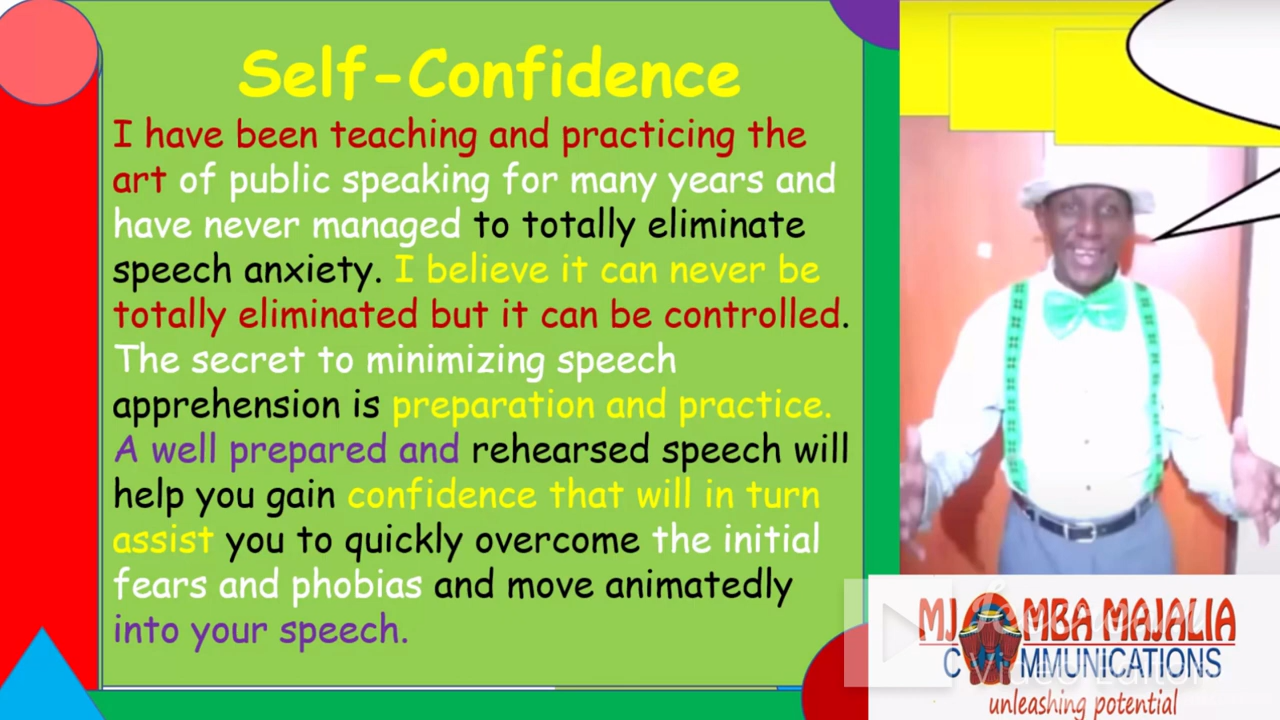 Self-Confidence
I have been teaching and practicing the
art of public speaking for many years and
have never managed to totally eliminate
speech anxiety. I believe it can never be
totally eliminated but it can be controlled.
The secret to minimizing speech
apprehension is preparation and practice.
A well prepared and rehearsed speech will
help you gain confidence that will in turn
assist you to quickly overcome the initial
fears and phobias and move animatedly
into your speech.
MJOMBA MAJALIA
COMMUNICATIONS
unleashing potential
Video Editor